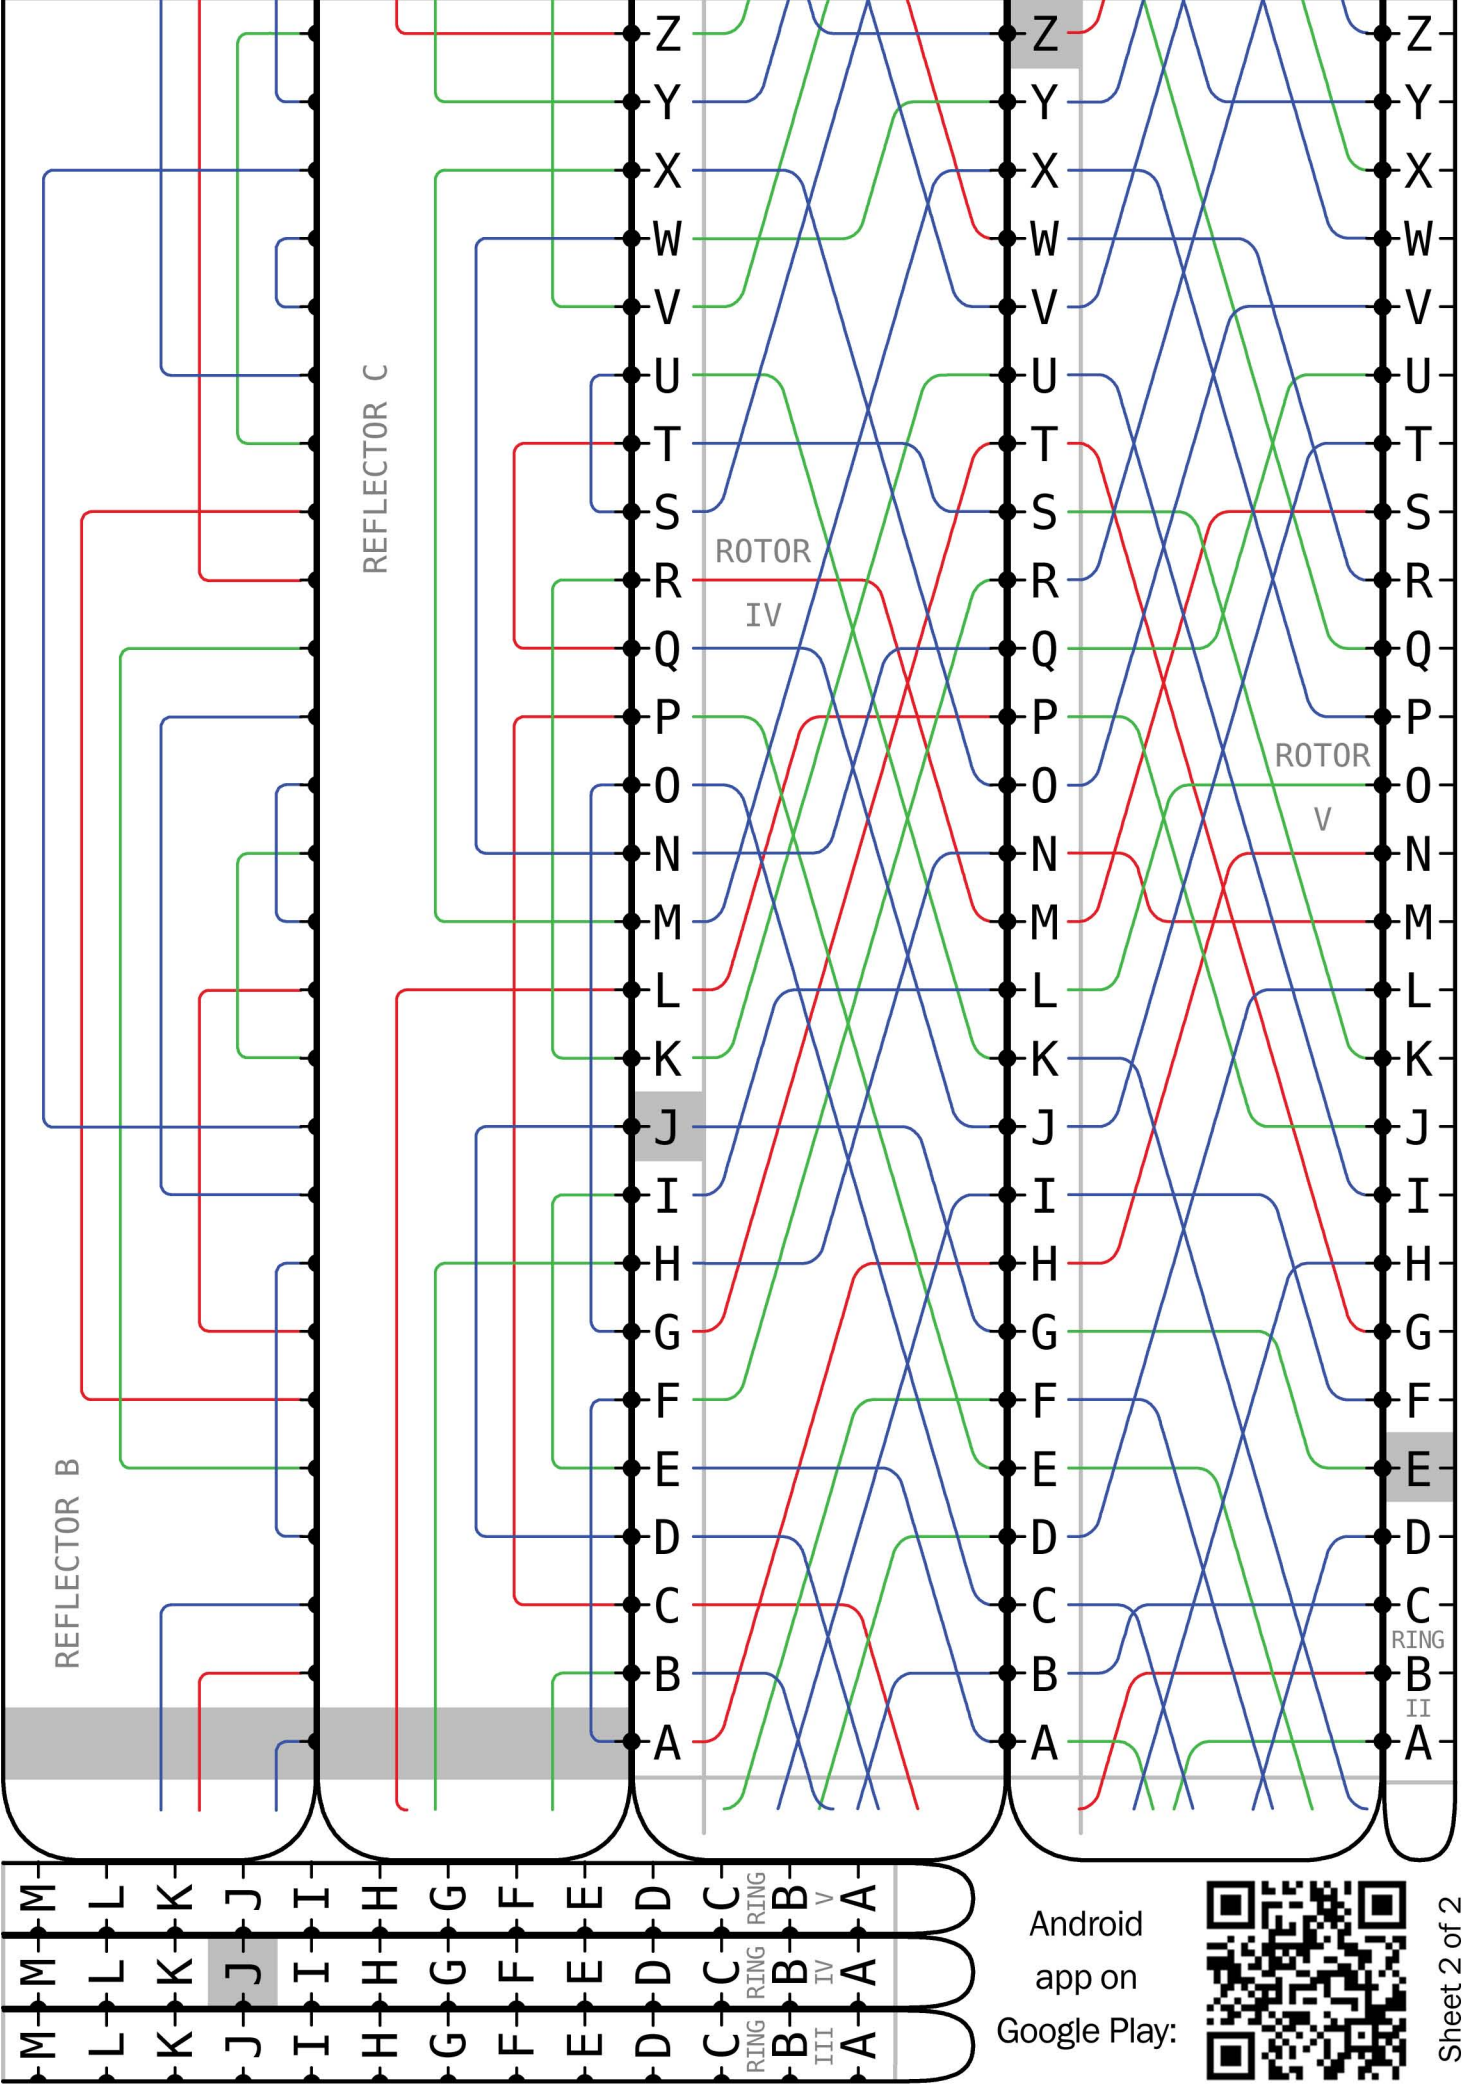 Z Z Z
Y Y Y
X X X
W W W
V V V
U U U
REFLECTOR C
T T T
S S S
ROTOR
IV
R R R
Q Q Q
P P P
ROTOR
V
O O O
N N N
M M M
L L L
K K K
J J J
I I I
H H H
G G G
F F F
E E E
REFLECTOR B
D D D
C C C
RING
B B B
II
A A A
M L K J I H G F E D C RING B V A
M L K J I H G F E D C RING B IV A
M L K J I H G F E D C RING B III A
Android
app on
Google Play:
Sheet 2 of 2